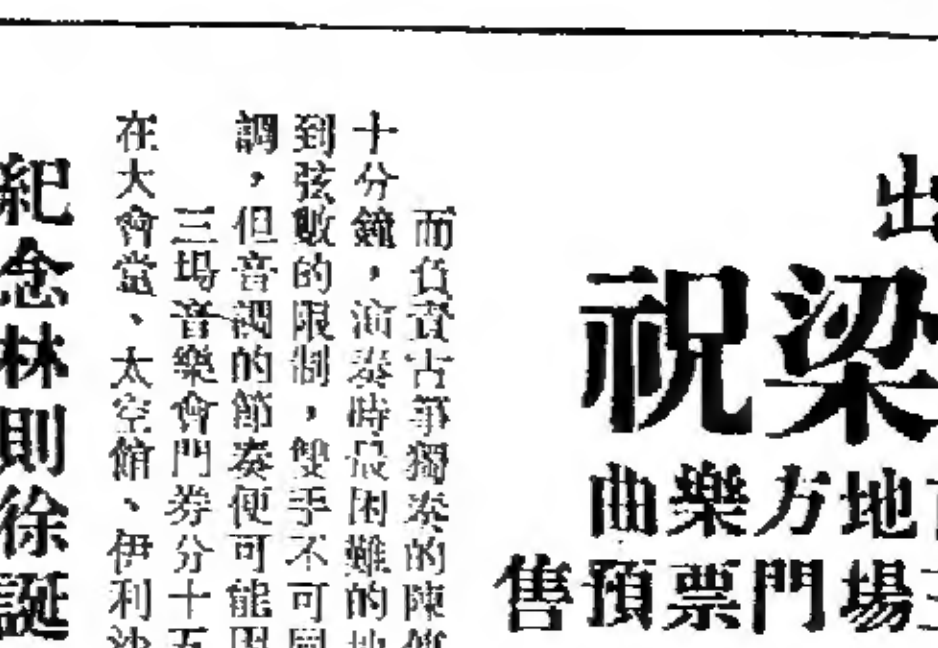 出
梁祝
地方樂曲
場門票預售
而負責古箏獨奏的陳
十分鐘，演奏時最困難的地
到弦數的限制，雙手不可同
調，但音調的節奏便可能因
三場音樂會門券分十五
在大會堂、太空館、伊利沙
紀念林則徐誕